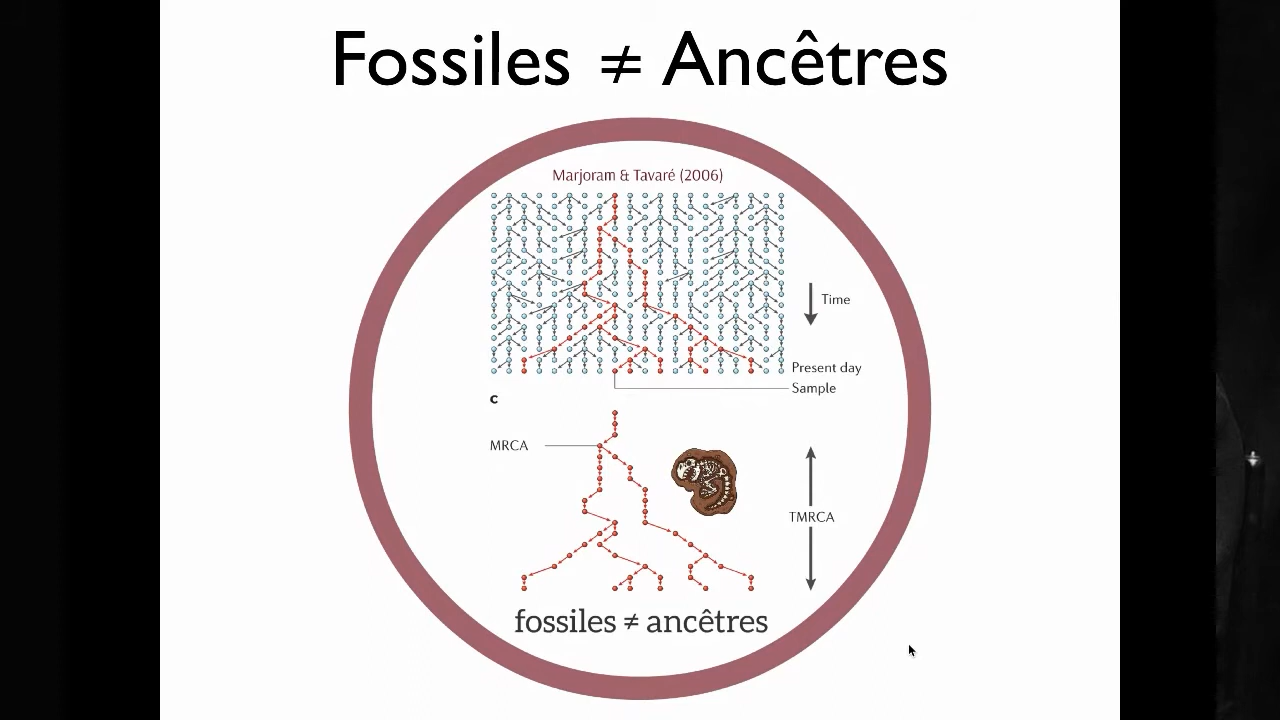 Fossiles ≠ Ancêtres
Marjoram & Tavaré (2006)
Time
Present day
Sample
c
MRCA
TMRCA
fossiles ≠ ancêtres